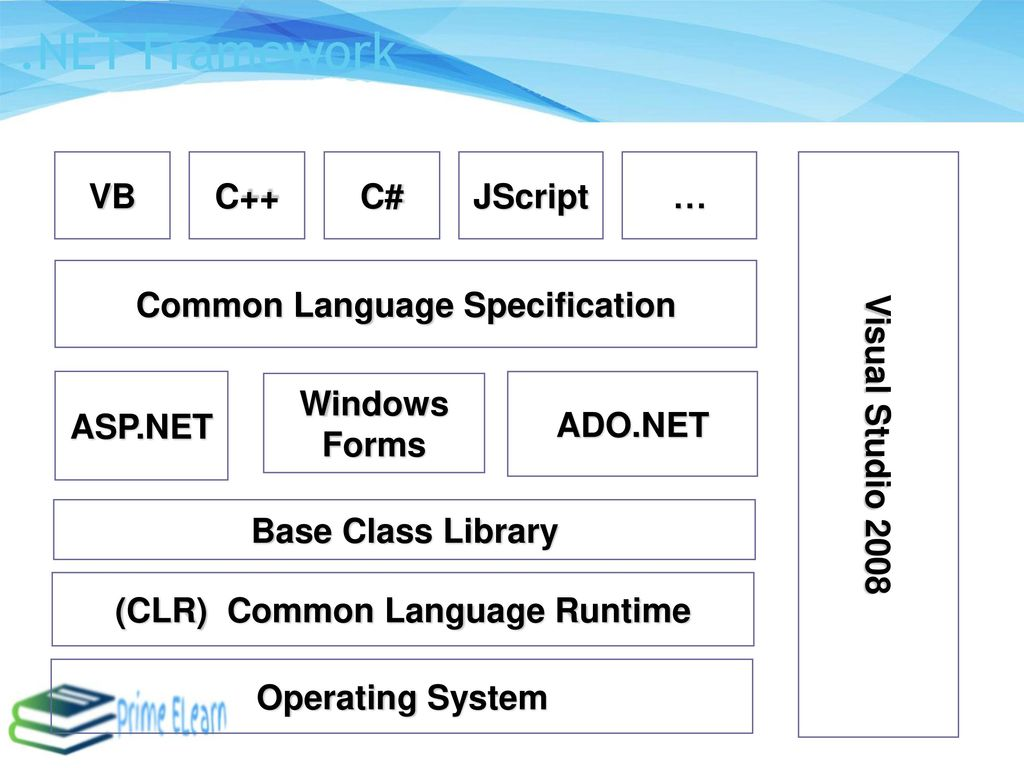 .NET Framework
VB
C++
C#
JScript
…
Common Language Specification
ASP.NET
Windows
Forms
ADO.NET
Base Class Library
(CLR)  Common Language Runtime
Operating System
Visual Studio 2008
Prime ELearn